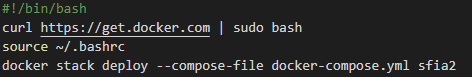 #!/bin/bash
curl https://get.docker.com | sudo bash
source ~/.bashrc
docker stack deploy --compose-file docker-compose.yml sfia2